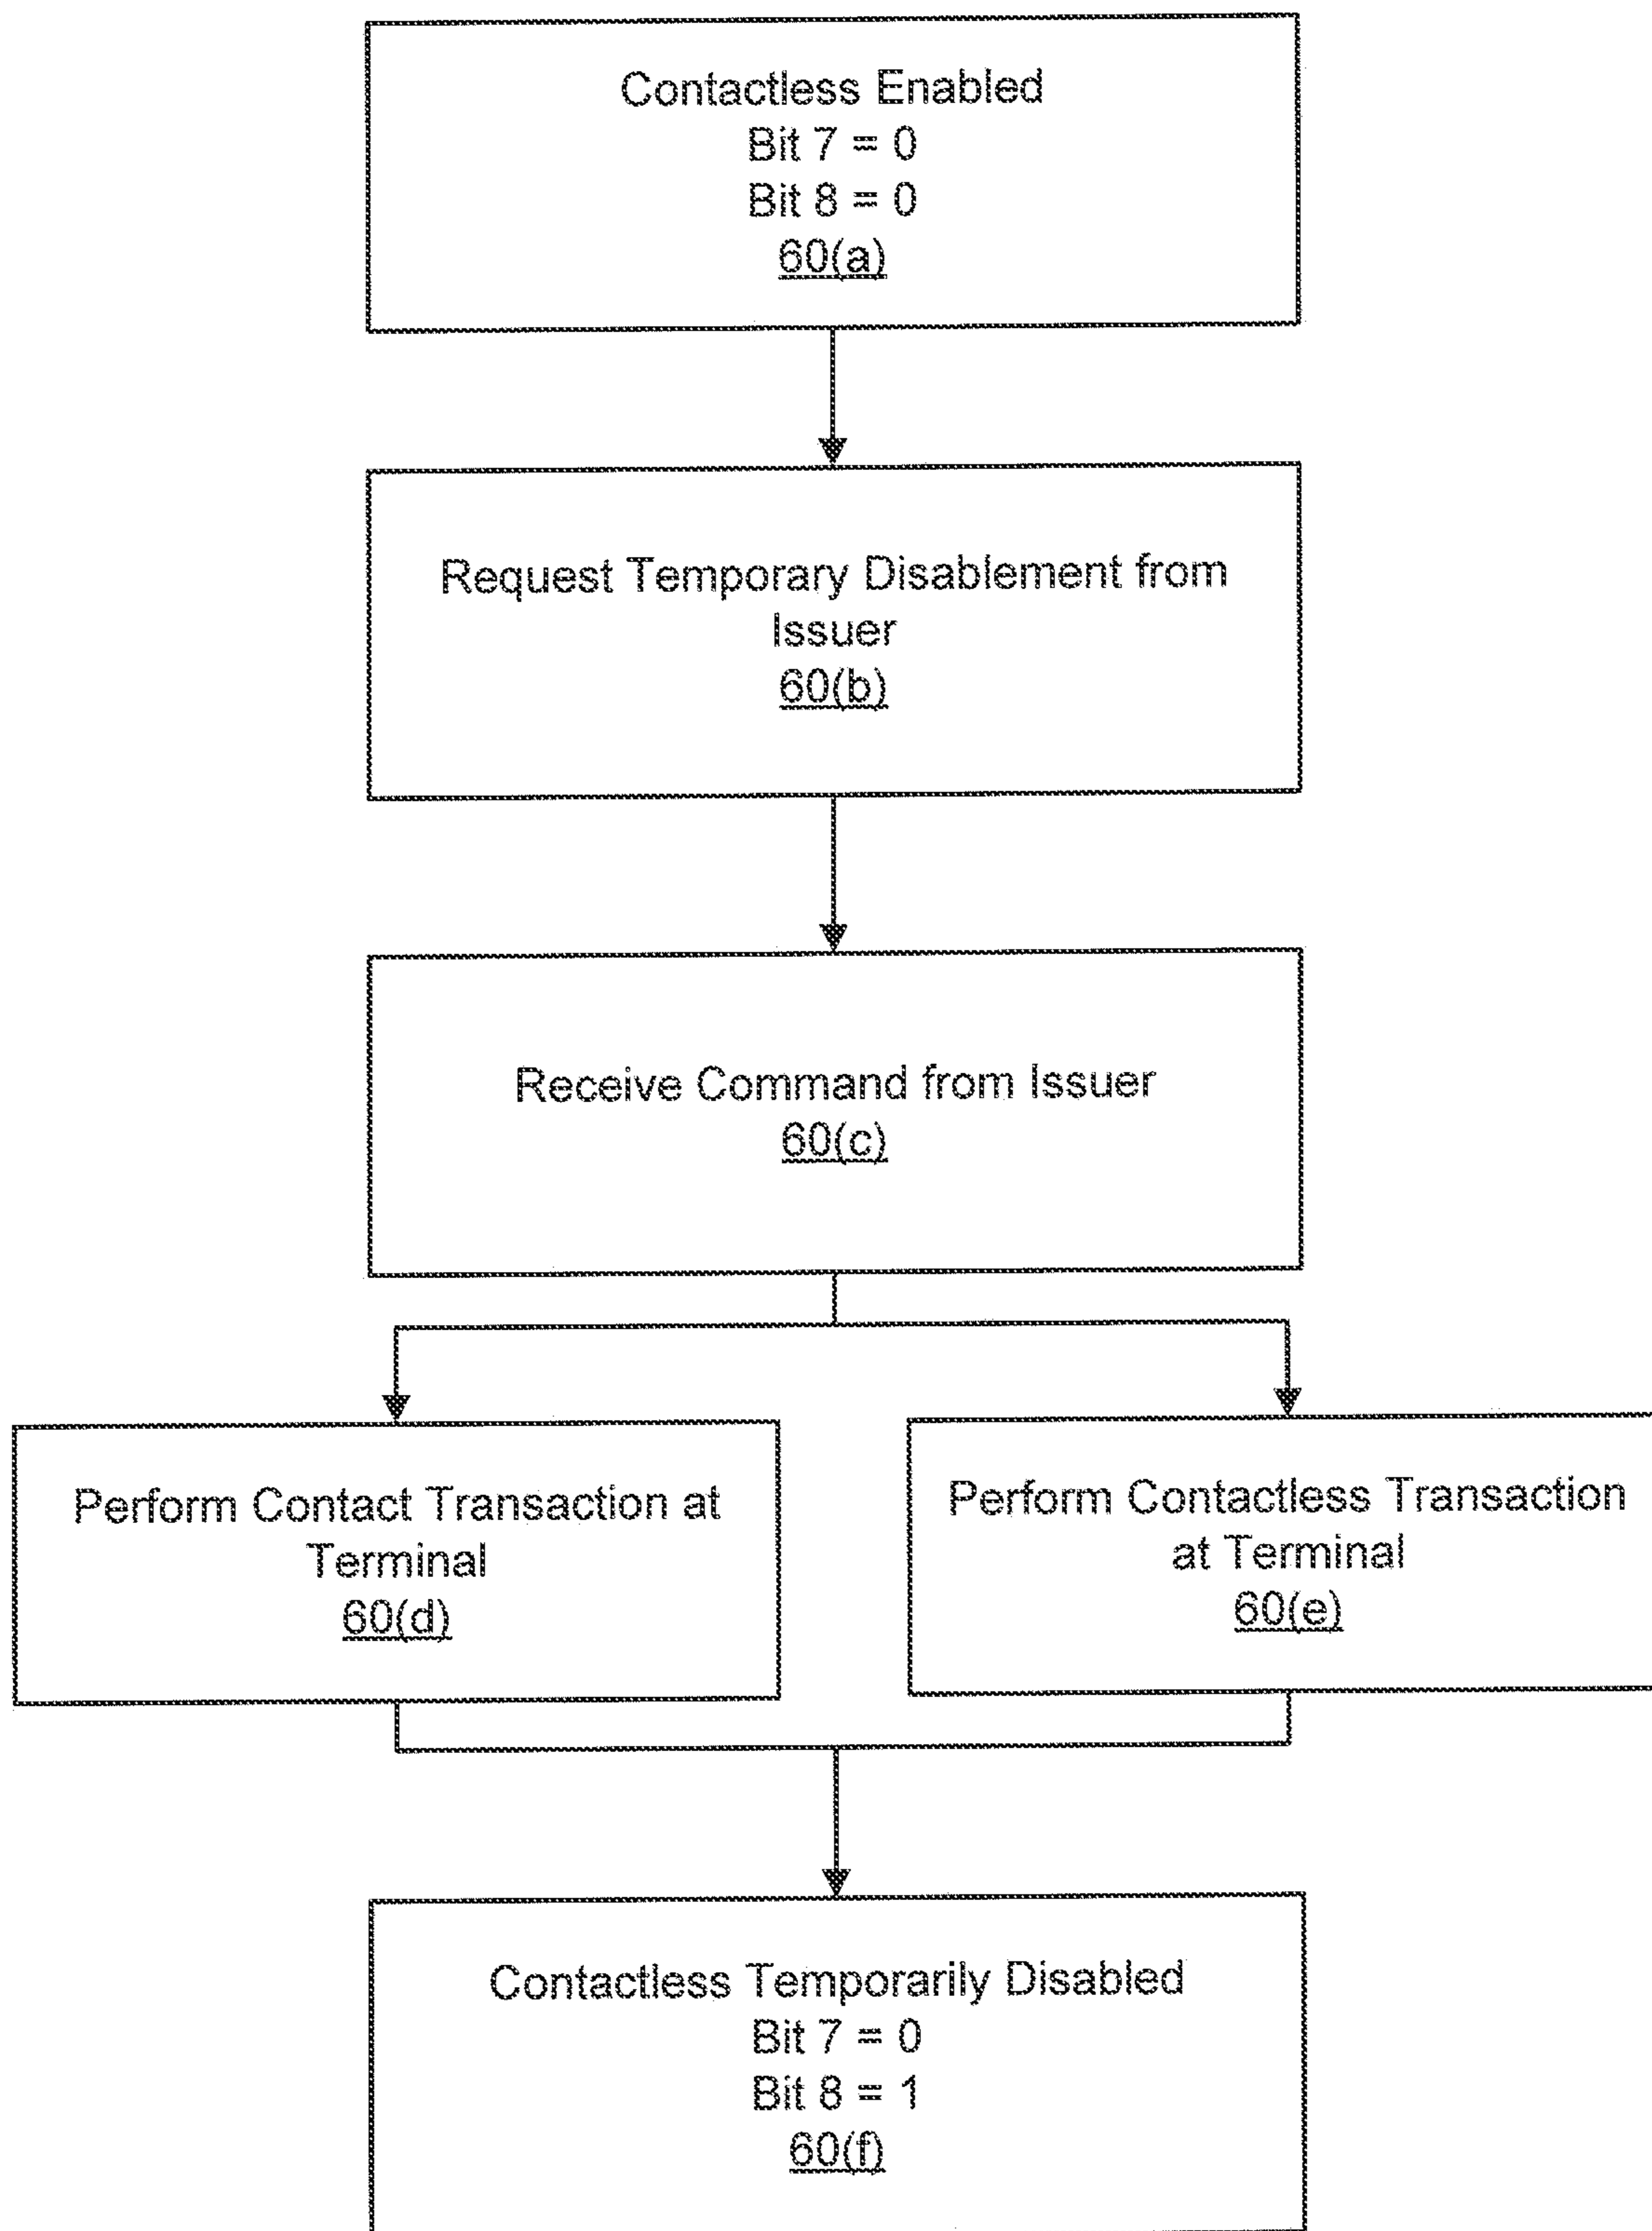 Contactless Enabled
Bit 7 = 0
Bit 8 = 0
60(a)
Request Temporary Disablement from
Issuer
60(b)
Receive Command from Issuer
60(c)
Perform Contact Transaction at
Terminal
60(d)
Perform Contactless Transaction
at Terminal
60(e)
Contactless Temporarily Disabled
Bit 7 = 0
Bit 8 = 1
60(f)